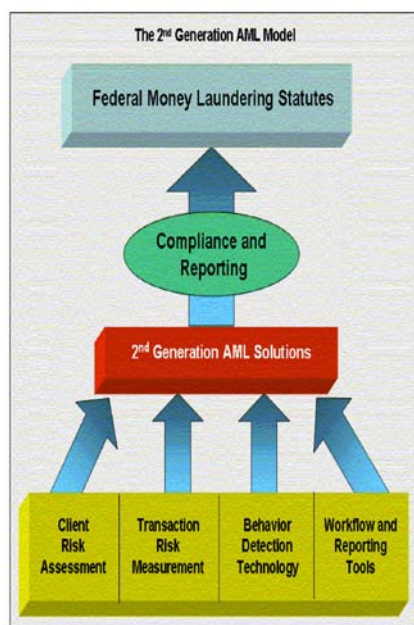 The 2nd Generation AML Model
Federal Money Laundering Statutes
Compliance and
Reporting
2nd Generation AML Solutions
Client
Risk
Assessment
Transaction
Risk
Measurement
Behavior
Detection
Technology
Workflow and
Reporting
Tools